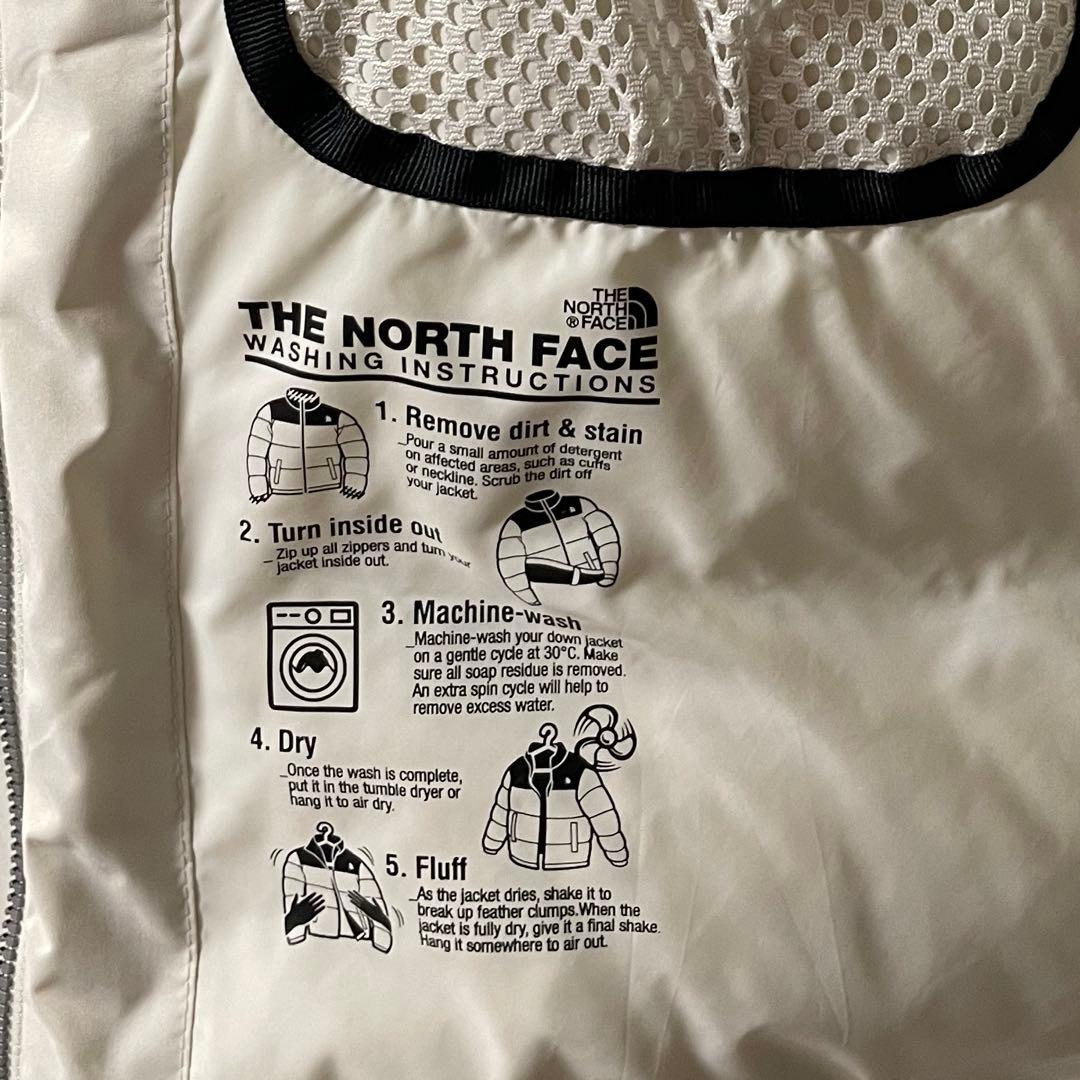 THE
NORTH
® FACE
THE NORTH FACE
WASHING INSTRUCTIONS
1. Remove dirt & stain
_Pour a small amount of detergent
on affected areas, such as cuffs
or neckline. Scrub the dirt off
your jacket.
2. Turn inside out
_ Zip up all zippers and turn your
jacket inside out.
3. Machine-wash
_Machine-wash your down jacket
on a gentle cycle at 30°C. Make
sure all soap residue is removed.
An extra spin cycle will help to
remove excess water.
4. Dry
_Once the wash is complete,
put it in the tumble dryer or
hang it to air dry.
5. Fluff
_As the jacket dries, shake it to
break up feather clumps.When the
jacket is fully dry, give it a final shake.
Hang it somewhere to air out.